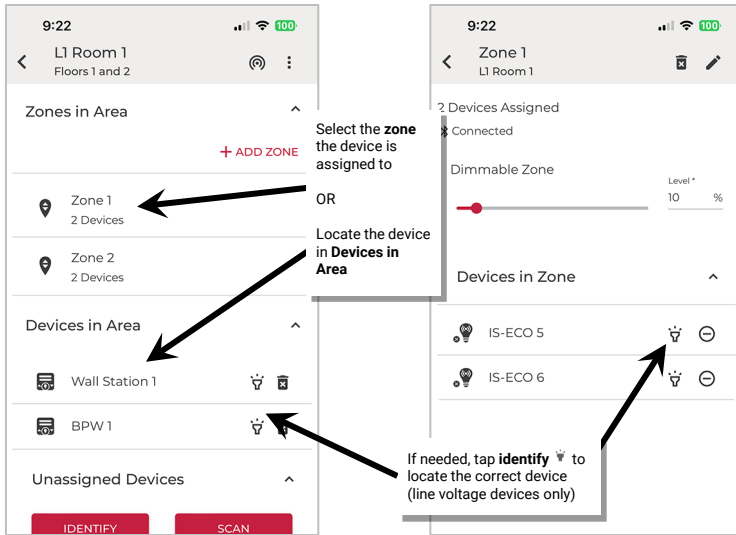 9:22
100
L1 Room 1
Floors 1 and 2
Zones in Area
+ ADD ZONE
Zone 1
2 Devices
Zone 2
2 Devices
Devices in Area
Wall Station 1
BPW 1
Unassigned Devices
IDENTIFY
SCAN
Select the zone
the device is
assigned to
OR
Locate the device
in Devices in
Area
9:22
100
Zone 1
L1 Room 1
2 Devices Assigned
Connected
Dimmable Zone
Level *
10 %
Devices in Zone
IS-ECO 5
IS-ECO 6
If needed, tap identify to
locate the correct device
(line voltage devices only)